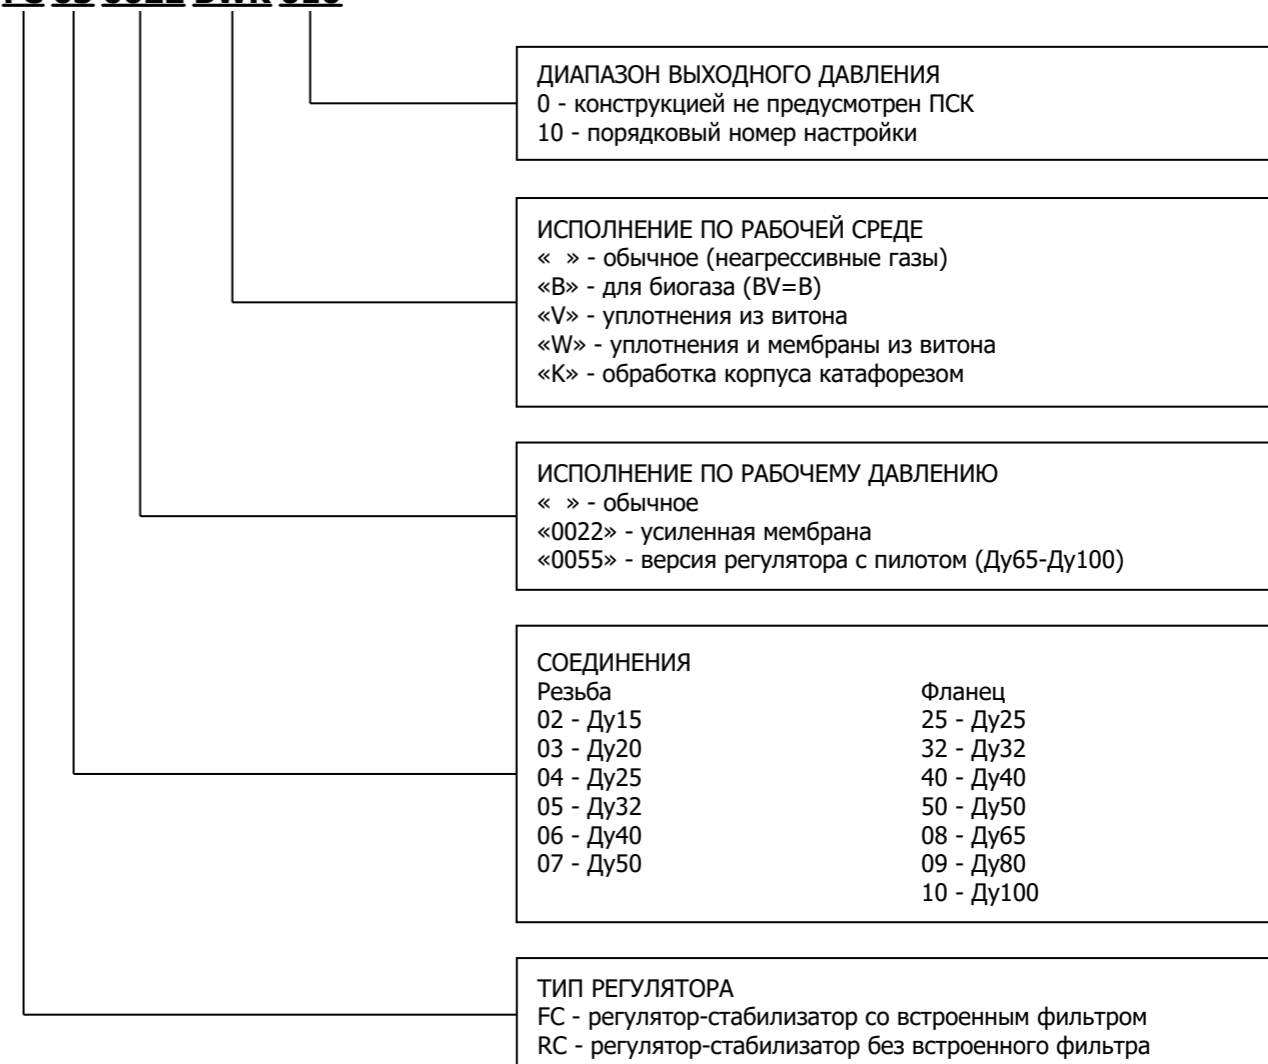 ДИАПАЗОН ВЫХОДНОГО ДАВЛЕНИЯ
0 - конструкцией не предусмотрен ПСК
10 - порядковый номер настройки
ИСПОЛНЕНИЕ ПО РАБОЧЕЙ СРЕДЕ
«  » - обычное (неагрессивные газы)
«B» - для биогаза (BV=B)
«V» - уплотнения из витона
«W» - уплотнения и мембраны из витона
«K» - обработка корпуса катафорезом
ИСПОЛНЕНИЕ ПО РАБОЧЕМУ ДАВЛЕНИЮ
«  » - обычное
«0022» - усиленная мембрана
«0055» - версия регулятора с пилотом (Ду65-Ду100)
СОЕДИНЕНИЯ
Резьба
02 - Ду15
03 - Ду20
04 - Ду25
05 - Ду32
06 - Ду40
07 - Ду50
Фланец
25 - Ду25
32 - Ду32
40 - Ду40
50 - Ду50
08 - Ду65
09 - Ду80
10 - Ду100
ТИП РЕГУЛЯТОРА
FC - регулятор-стабилизатор со встроенным фильтром
RC - регулятор-стабилизатор без встроенного фильтра